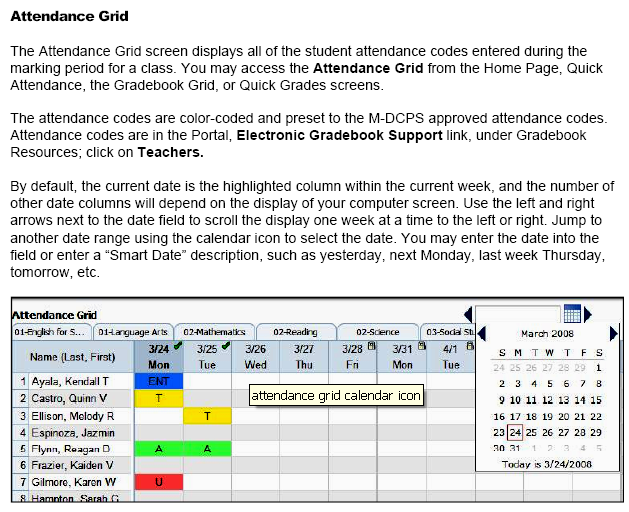 Attendance Grid
The Attendance Grid screen displays all of the student attendance codes entered during the
marking period for a class. You may access the Attendance Grid from the Home Page, Quick
Attendance, the Gradebook Grid, or Quick Grades screens.
The attendance codes are color-coded and preset to the M-DCPS approved attendance codes.
Attendance codes are in the Portal, Electronic Gradebook Support link, under Gradebook
Resources; click on Teachers.
By default, the current date is the highlighted column within the current week, and the number of
other date columns will depend on the display of your computer screen. Use the left and right
arrows next to the date field to scroll the display one week at a time to the left or right. Jump to
another date range using the calendar icon to select the date. You may enter the date into the
field or enter a “Smart Date” description, such as yesterday, next Monday, last week Thursday,
tomorrow, etc.
Attendance Grid
01-English for S... 01-Language Arts 02-Mathematics 02-Reading 02-Science 03-Social Stu
Name (Last, First) 3/24 Mon 3/25 Tue 3/26 Wed 3/27 Thu 3/28 Fri 3/31 Mon 4/1 Tue
1 Ayala, Kendall T ENT
2 Castro, Quinn V T
3 Ellison, Melody R T
4 Espinoza, Jazmin
5 Flynn, Reagan D A A
6 Frazier, Kaiden V
7 Gilmore, Karen W U
8 Hampton, Sarah G
attendance grid calendar icon
March 2008
S M T W T F S
24 25 26 27 28 29 1
2 3 4 5 6 7 8
9 10 11 12 13 14 15
16 17 18 19 20 21 22
23 24 25 26 27 28 29
30 31 1 2 3 4 5
Today is 3/24/2008